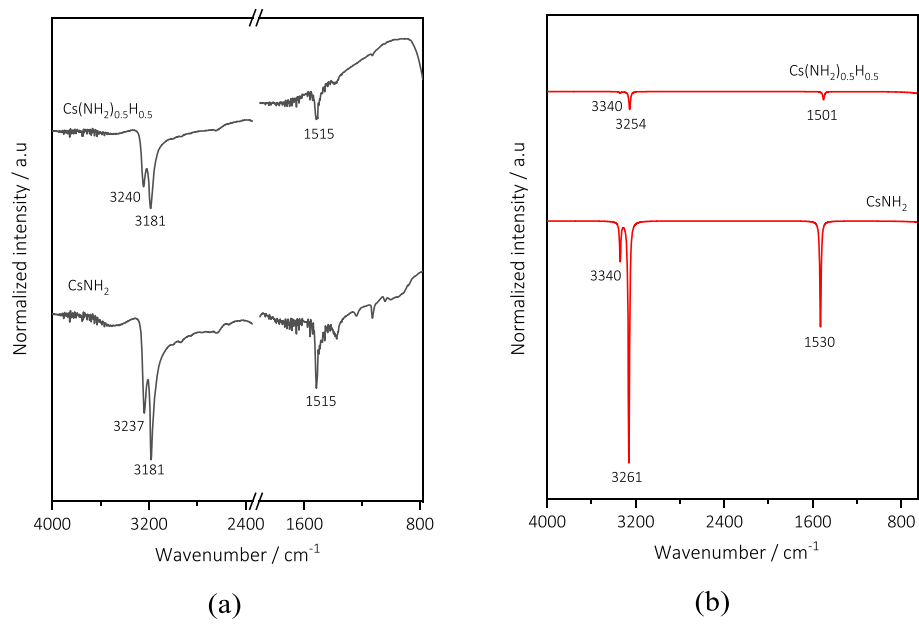 Normalized intensity / a.u
Cs(NH₂)₀.₅H₀.₅
3240
3181
1515
CsNH₂
3237
3181
1515
4000 3200 2400 1600 800
Wavenumber / cm⁻¹
(a)
Normalized intensity / a.u
Cs(NH₂)₀.₅H₀.₅
3340
3254
1501
CsNH₂
3340
3261
1530
4000 3200 2400 1600 800
Wavenumber / cm⁻¹
(b)